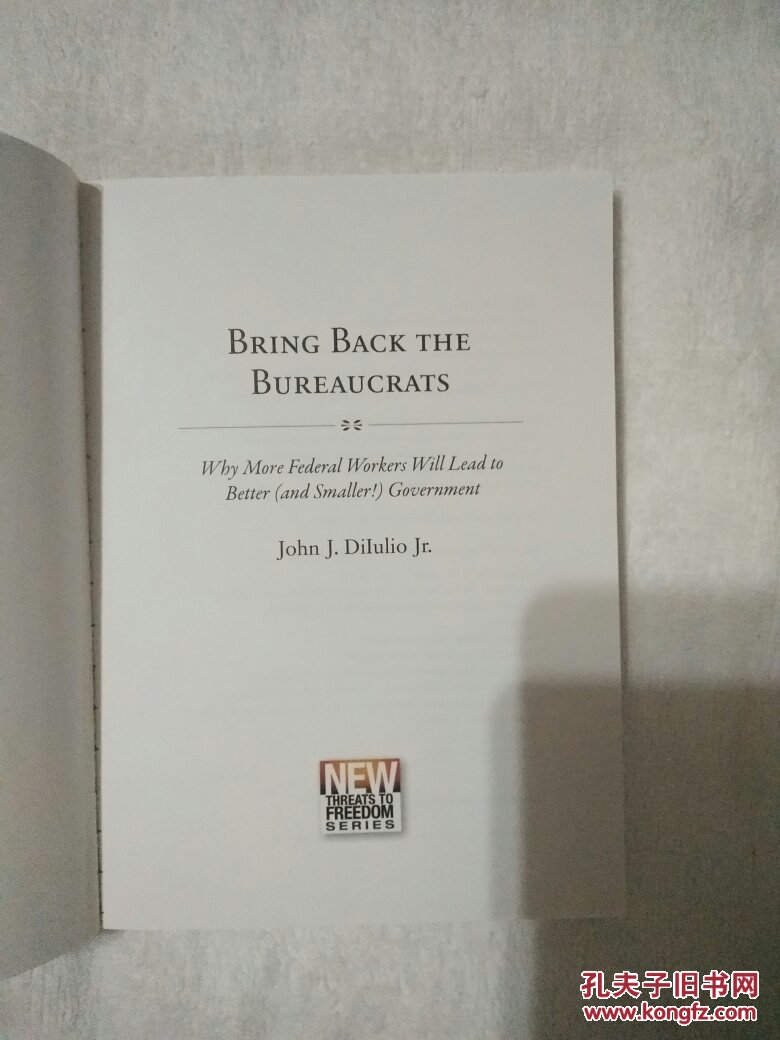 BRING BACK THE
BUREAUCRATS
Why More Federal Workers Will Lead to
Better (and Smaller!) Government
John J. DiIulio Jr.
NEW
THREATS TO
FREEDOM
SERIES
孔夫子旧书网
www.kongfz.com